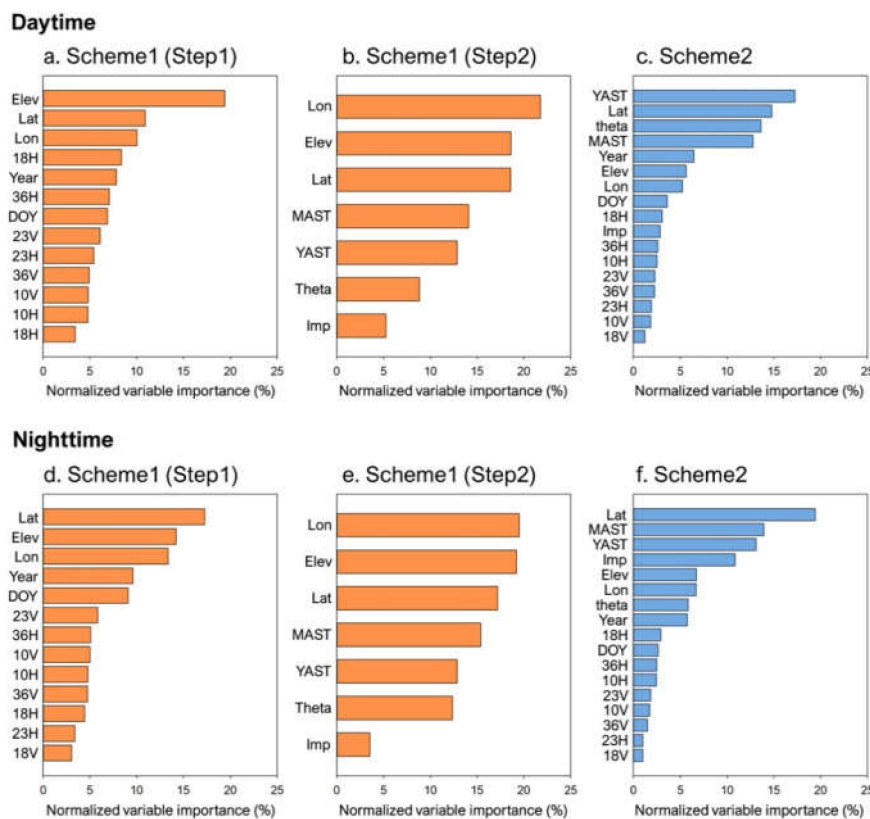 Daytime
a. Scheme1 (Step1)
Elev
Lat
Lon
18H
Year
36H
DOY
23V
23H
36V
10V
10H
18H
0 5 10 15 20 25
Normalized variable importance (%)
b. Scheme1 (Step2)
Lon
Elev
Lat
MAST
YAST
Theta
Imp
0 5 10 15 20 25
Normalized variable importance (%)
c. Scheme2
YAST
Lat
theta
MAST
Year
Elev
Lon
DOY
18H
Imp
36H
10H
23V
36V
23H
10V
18V
0 5 10 15 20 25
Normalized variable importance (%)
Nighttime
d. Scheme1 (Step1)
Lat
Elev
Lon
Year
DOY
23V
36H
10V
10H
36V
18H
23H
18V
0 5 10 15 20 25
Normalized variable importance (%)
e. Scheme1 (Step2)
Lon
Elev
Lat
MAST
YAST
Theta
Imp
0 5 10 15 20 25
Normalized variable importance (%)
f. Scheme2
Lat
MAST
YAST
Imp
Elev
Lon
theta
Year
18H
DOY
36H
10H
23V
10V
36V
23H
18V
0 5 10 15 20 25
Normalized variable importance (%)